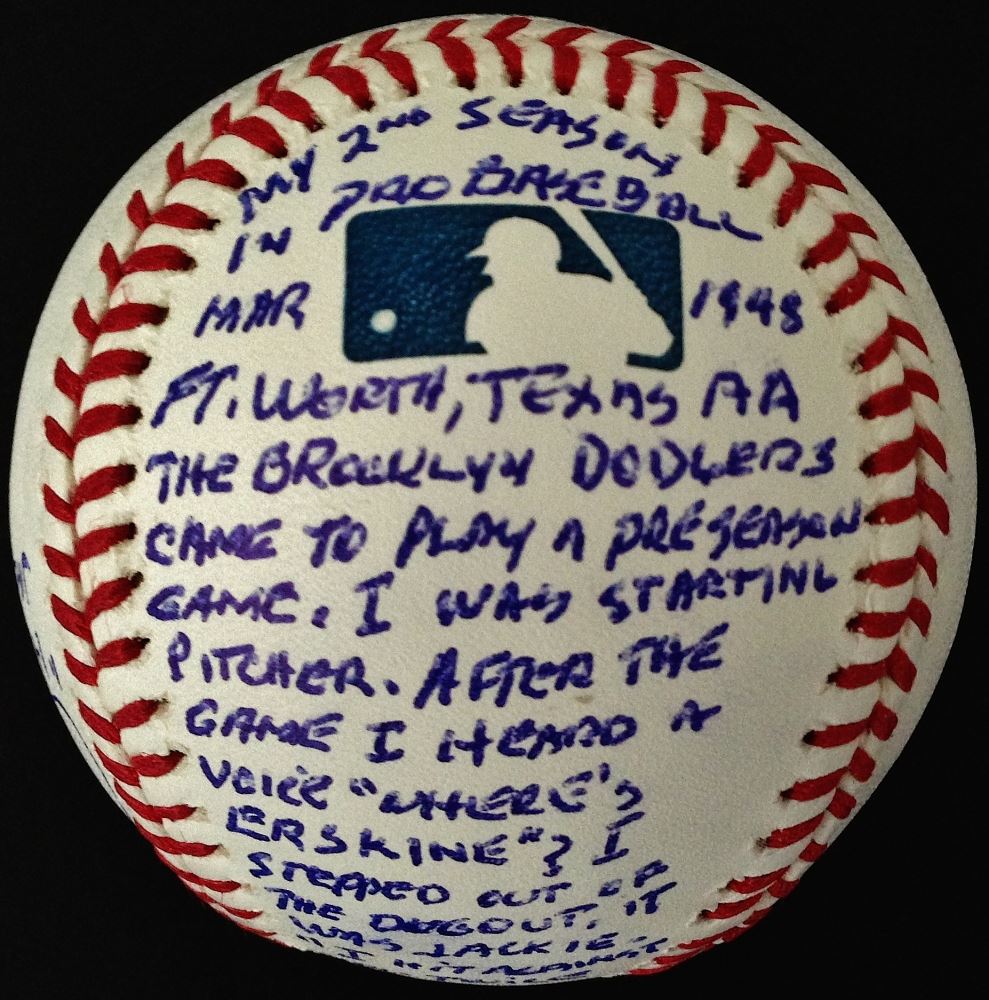 MY 2ND SEASON
IN PRO BASEBALL
MAR 1948
FT. WORTH, TEXAS AA
THE BROOKLYN DODGERS
CAME TO PLAY A PRESEASON
GAME. I WAS STARTING
PITCHER. AFTER THE
GAME I HEARD A
VOICE "WHERE'S
ERSKINE"? I
STEPPED OUT OF
THE DUGOUT. IT
WAS JACKIE.
"I HIT AGAINST